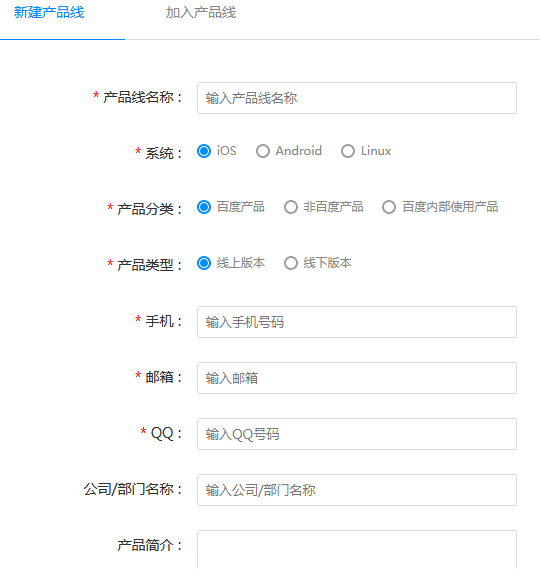 新建产品线 加入产品线
* 产品线名称： 输入产品线名称
* 系统： iOS Android Linux
* 产品分类： 百度产品 非百度产品 百度内部使用产品
* 产品类型： 线上版本 线下版本
* 手机： 输入手机号码
* 邮箱： 输入邮箱
* QQ： 输入QQ号码
公司/部门名称： 输入公司/部门名称
产品简介：